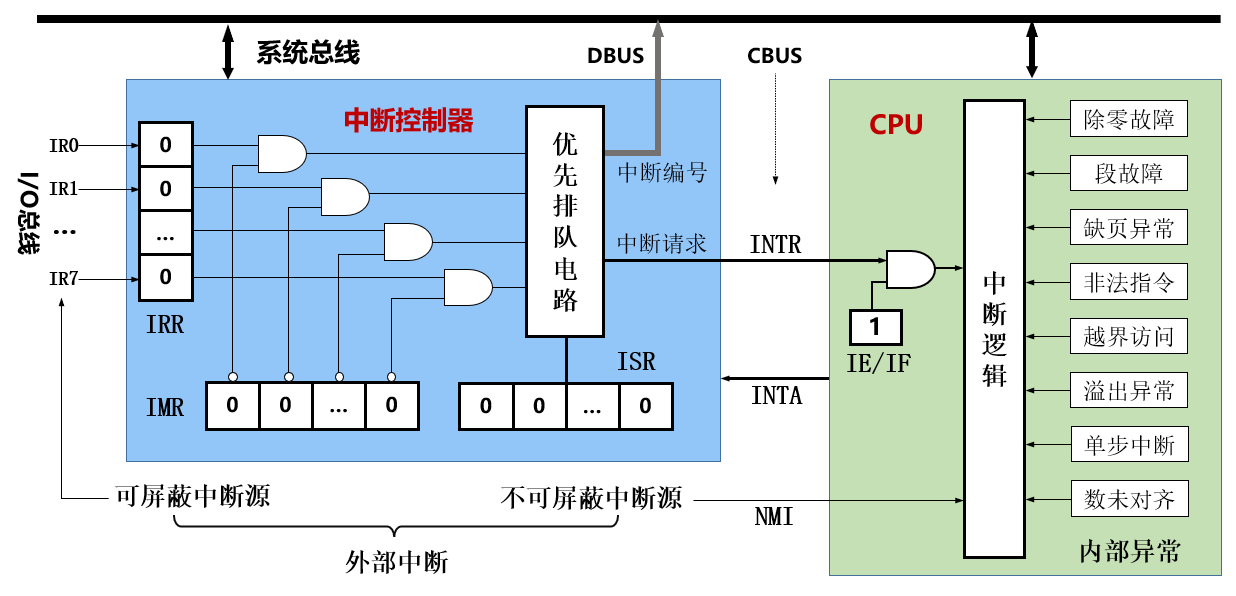 系统总线
DBUS
CBUS
中断控制器
CPU
I/O总线
IR0
IR1
...
IR7
0
0
...
0
IRR
优先排队电路
中断编号
中断请求
INTR
INTA
IMR
0
0
...
0
ISR
0
0
...
0
1
IE/IF
中断逻辑
除零故障
段故障
缺页异常
非法指令
越界访问
溢出异常
单步中断
数未对齐
内部异常
可屏蔽中断源
不可屏蔽中断源
NMI
外部中断